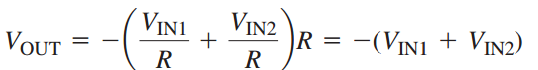 V_OUT = -(V_IN1/R + V_IN2/R)R = -(V_IN1 + V_IN2)